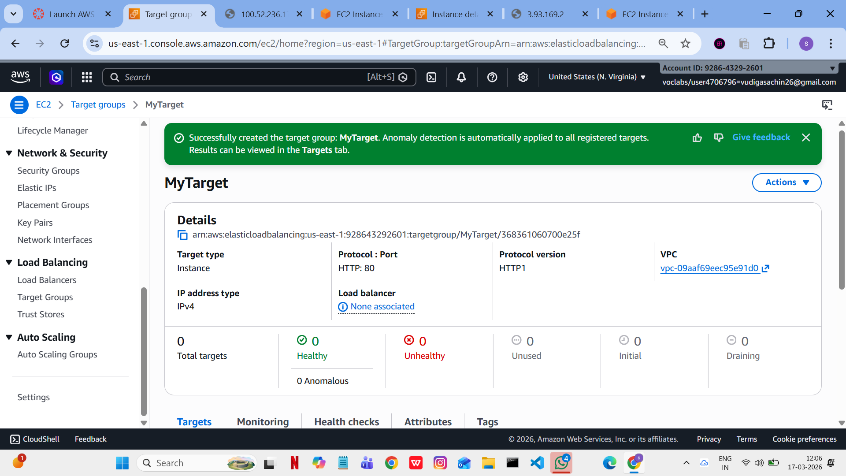 Launch AWS
Target group
100.52.236.1
EC2 Instance
Instance det
3.93.169.2
EC2 Instance
us-east-1.console.aws.amazon.com/ec2/home?region=us-east-1#TargetGroup:targetGroupArn=arn:aws:elasticloadbalancing:...
S
aws
Search
[Alt+S]
United States (N. Virginia)
Account ID: 9286-4329-2601
voclabs/user4706796=vudigasachin26@gmail.com
EC2
Target groups
MyTarget
Lifecycle Manager
Network & Security
Security Groups
Elastic IPs
Placement Groups
Key Pairs
Network Interfaces
Load Balancing
Load Balancers
Target Groups
Trust Stores
Auto Scaling
Auto Scaling Groups
Settings
Successfully created the target group: MyTarget. Anomaly detection is automatically applied to all registered targets.
Results can be viewed in the Targets tab.
Give feedback
MyTarget
Actions
Details
arn:aws:elasticloadbalancing:us-east-1:928643292601:targetgroup/MyTarget/368361060700e25f
Target type
Instance
Protocol : Port
HTTP: 80
Protocol version
HTTP1
VPC
vpc-09aaf69eec95e91d0
IP address type
IPv4
Load balancer
None associated
0
Total targets
0
Healthy
0 Anomalous
0
Unhealthy
0
Unused
0
Initial
0
Draining
Targets
Monitoring
Health checks
Attributes
Tags
CloudShell
Feedback
© 2026, Amazon Web Services, Inc. or its affiliates.
Privacy
Terms
Cookie preferences
1
Search
4
ENG
IN
12:06
17-03-2026